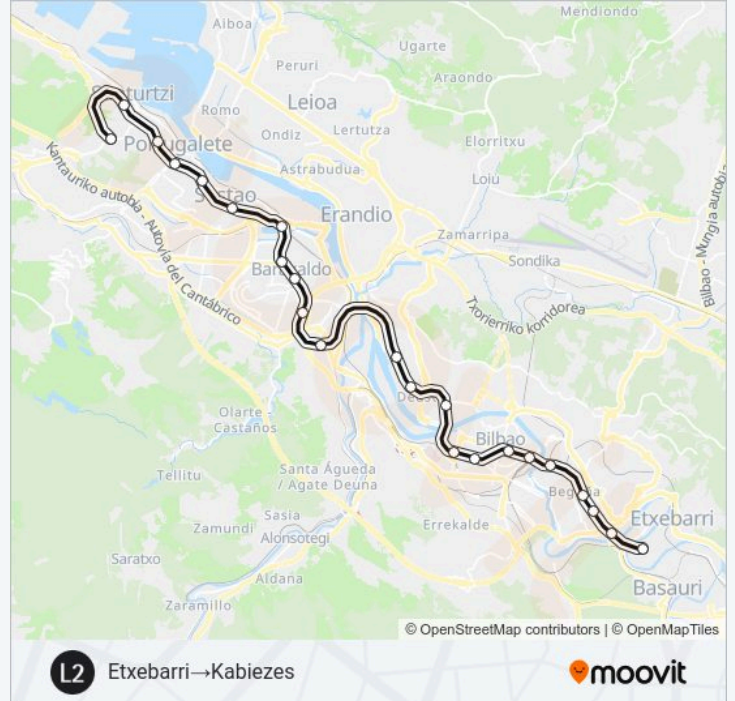 Mendiondo
Aiboa
Ugarte
Peruri
Araondo
Santurtzi
Leioa
Romo
Ondiz
Lertutza
Elorritxu
Portugalete
Astrabudua
Loiu
Sestao
Erandio
Zamarripa
Kantauriko autobia - Autovía del Cantábrico
Sondika
Bilbao - Mungia autobia
Barakaldo
Txorierriko korridorea
Deusto
Olarte -
Castaños
Bilbao
Tellitu
Santa Águeda
/ Agate Deuna
Begoña
Sasia
Errekalde
Etxebarri
Zamundi
Alonsotegi
Saratxo
Aldana
Basauri
Zaramillo
© OpenStreetMap contributors | © OpenMapTiles
L2 Etxebarri→Kabiezes
moovit